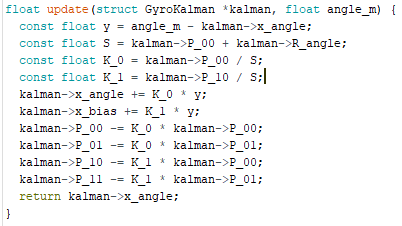 float update(struct GyroKalman *kalman, float angle_m) {
const float y = angle_m - kalman->x_angle;
const float S = kalman->P_00 + kalman->R_angle;
const float K_0 = kalman->P_00 / S;
const float K_1 = kalman->P_10 / S;
kalman->x_angle += K_0 * y;
kalman->x_bias += K_1 * y;
kalman->P_00 -= K_0 * kalman->P_00;
kalman->P_01 -= K_0 * kalman->P_01;
kalman->P_10 -= K_1 * kalman->P_00;
kalman->P_11 -= K_1 * kalman->P_01;
return kalman->x_angle;
}